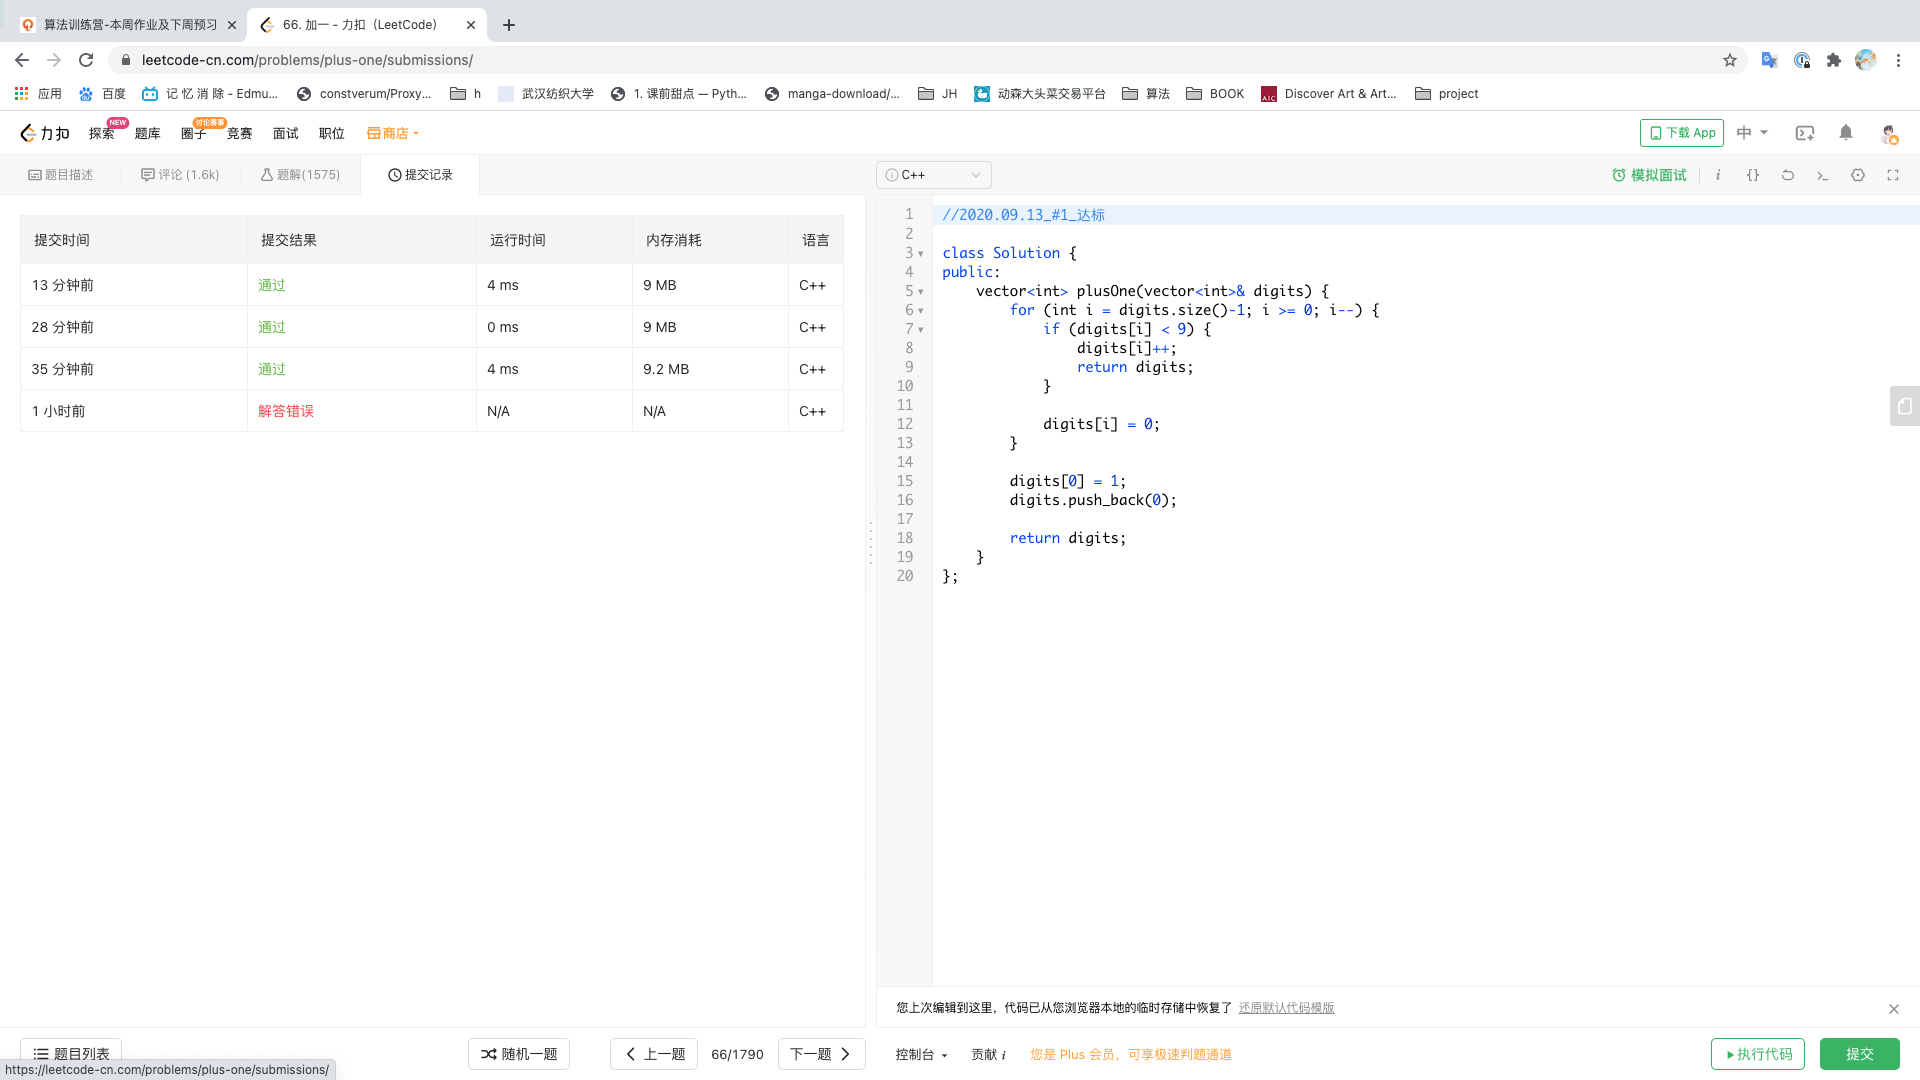 算法训练营-本周作业及下周预习
66. 加一 - 力扣（LeetCode）
leetcode-cn.com/problems/plus-one/submissions/
应用 百度 记 忆 消 除 - Edmu... constverum/Proxy... h 武汉纺织大学 1. 课前甜点 — Pyth... manga-download/... JH 动森大头菜交易平台 算法 BOOK Discover Art & Art... project
力扣 探索 NEW 题库 圈子 讨论赛事 竞赛 面试 职位 商店 下载 App 中
题目描述 评论 (1.6k) 题解(1575) 提交记录
C++ 模拟面试 i {}
提交时间 提交结果 运行时间 内存消耗 语言
13 分钟前 通过 4 ms 9 MB C++
28 分钟前 通过 0 ms 9 MB C++
35 分钟前 通过 4 ms 9.2 MB C++
1 小时前 解答错误 N/A N/A C++
1 //2020.09.13_#1_达标
2
3 class Solution {
4 public:
5 vector<int> plusOne(vector<int>& digits) {
6 for (int i = digits.size()-1; i >= 0; i--) {
7 if (digits[i] < 9) {
8 digits[i]++;
9 return digits;
10 }
11
12 digits[i] = 0;
13 }
14
15 digits[0] = 1;
16 digits.push_back(0);
17
18 return digits;
19 }
20 };
您上次编辑到这里，代码已从您浏览器本地的临时存储中恢复了 还原默认代码模版
题目列表 随机一题 上一题 66/1790 下一题 控制台 贡献 i 您是 Plus 会员，可享极速判题通道 执行代码 提交
https://leetcode-cn.com/problems/plus-one/submissions/